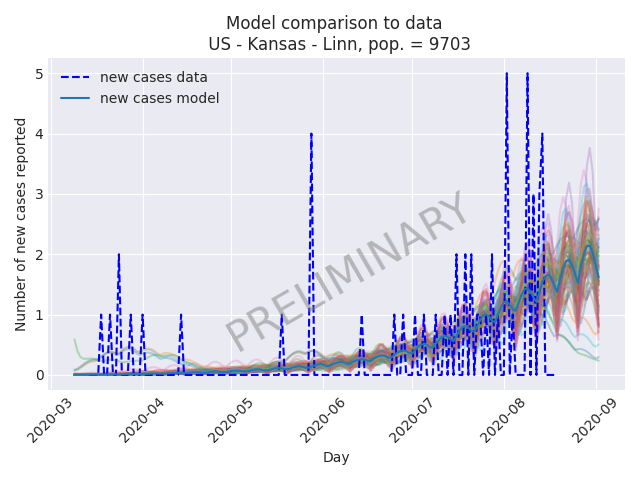 Model comparison to data
US - Kansas - Linn, pop. = 9703
new cases data
new cases model
PRELIMINARY
Number of new cases reported
5
4
3
2
1
0
2020-03
2020-04
2020-05
2020-06
2020-07
2020-08
2020-09
Day